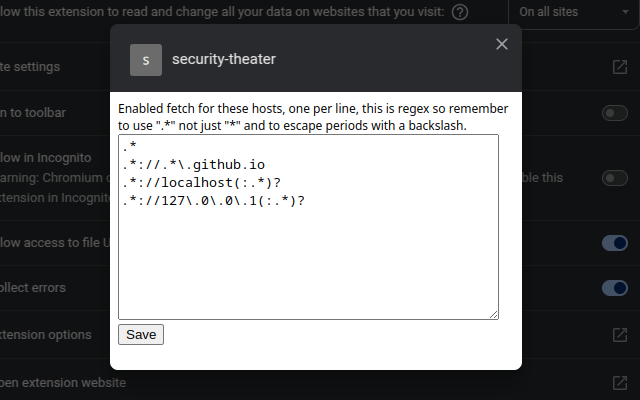 low this extension to read and change all your data on websites that you visit:
On all sites
s
security-theater
te settings
Enabled fetch for these hosts, one per line, this is regex so remember
to use ".*" not just "*" and to escape periods with a backslash.
n to toolbar
.*
.*://.*\.github.io
.*://localhost(:.*)?
.*://127\.0\.0\.1(:.*)?
low in Incognito
arning: Chromium c
ble this
xtension in Incognito
low access to file U
ollect errors
xtension options
Save
pen extension website